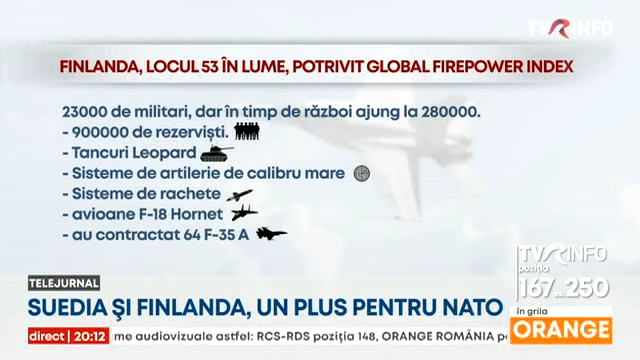 TVR INFO
FINLANDA, LOCUL 53 ÎN LUME, POTRIVIT GLOBAL FIREPOWER INDEX
23000 de militari, dar în timp de război ajung la 280000.
- 900000 de rezerviști.
- Tancuri Leopard
- Sisteme de artilerie de calibru mare
- Sisteme de rachete
- avioane F-18 Hornet
- au contractat 64 F-35 A
TVR INFO
poziția
167 sau 250
în grila
ORANGE
TELEJURNAL
SUEDIA ŞI FINLANDA, UN PLUS PENTRU NATO
direct | 20:12 me audiovizuale astfel: RCS-RDS poziția 148, ORANGE ROMÂNIA po